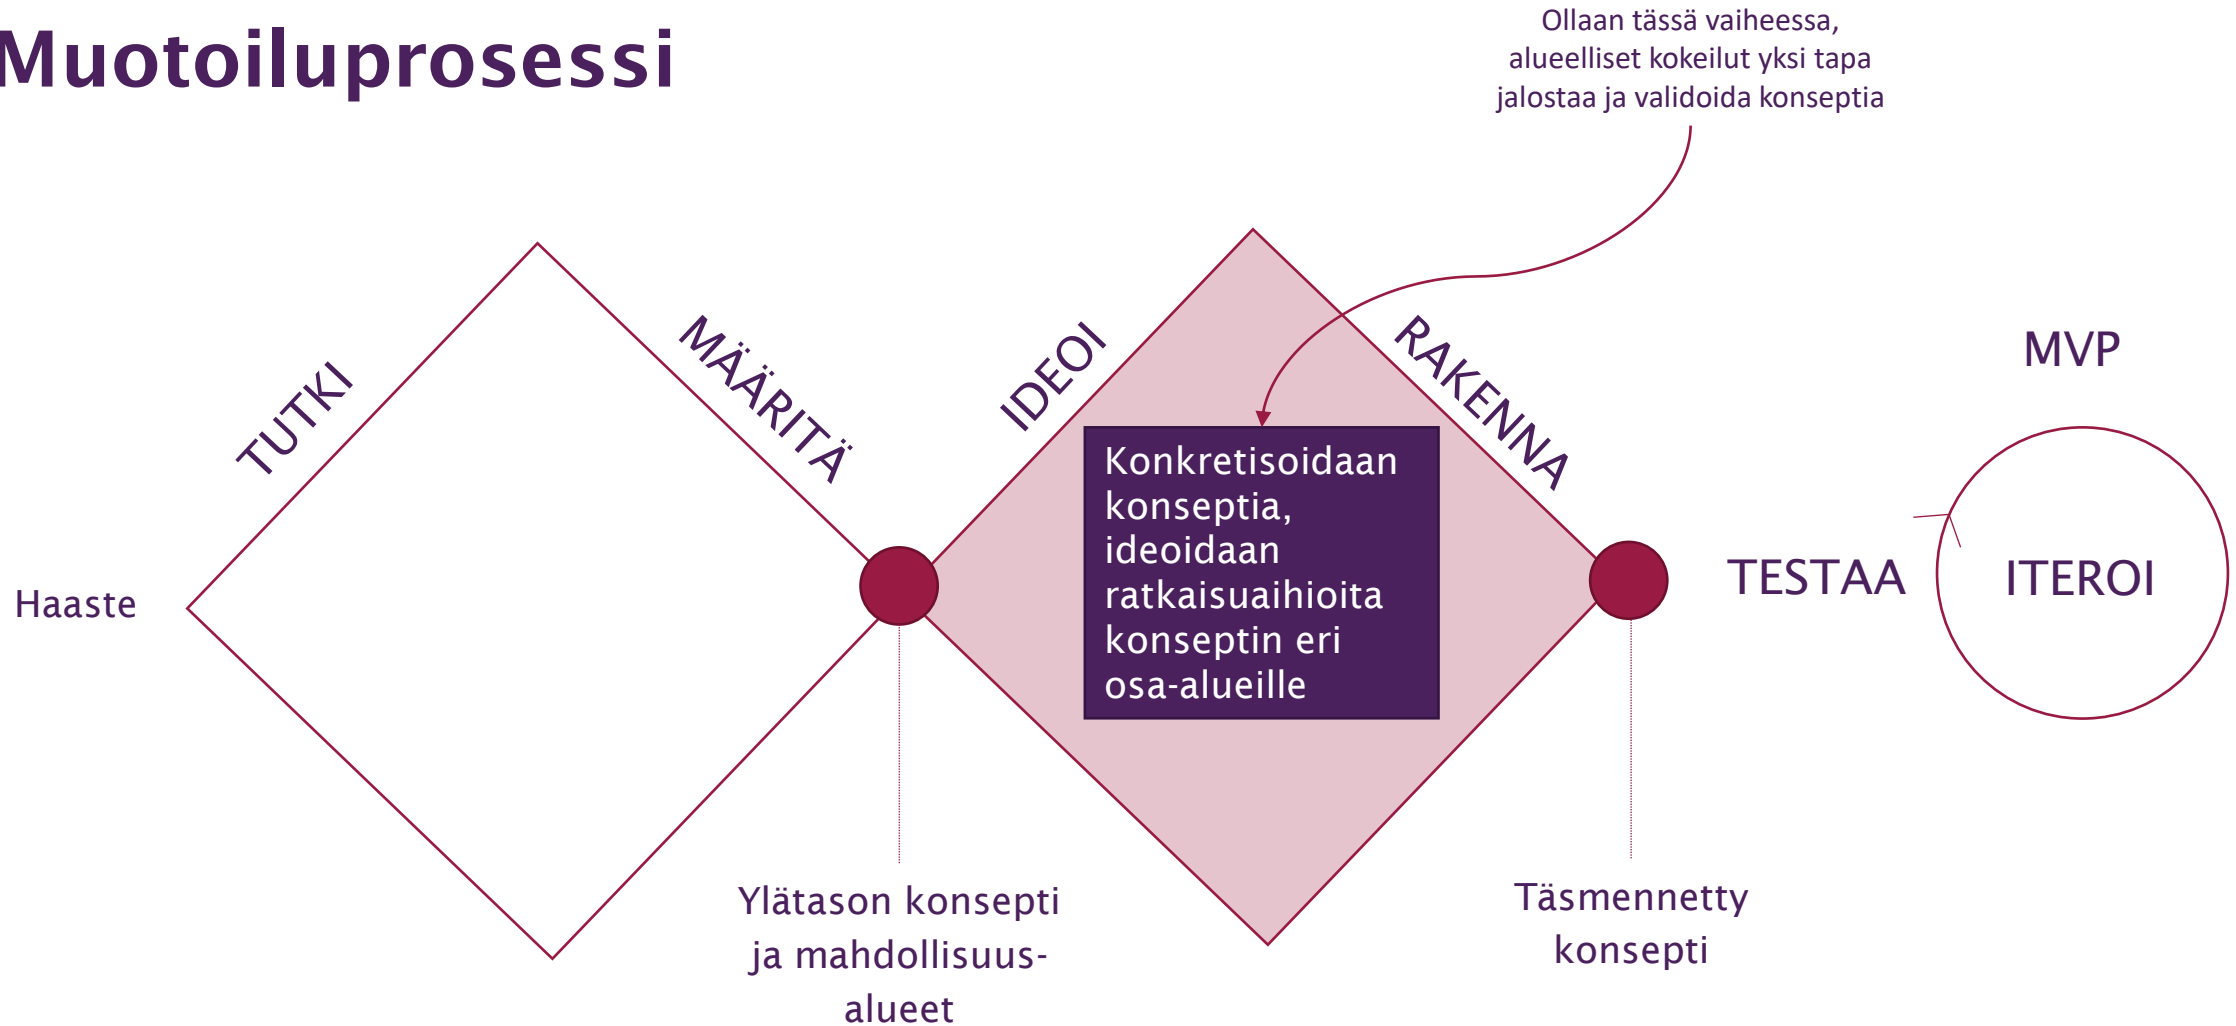 Muotoiluprosessi
Ollaan tässä vaiheessa,
alueelliset kokeilut yksi tapa
jalostaa ja validoida konseptia
Haaste
TUTKI
MÄÄRITÄ
IDEOI
RAKENNA
Konkretisoidaan
konseptia,
ideoidaan
ratkaisuaihioita
konseptin eri
osa-alueille
TESTAA
MVP
ITEROI
Ylätason konsepti
ja mahdollisuus-
alueet
Täsmennetty
konsepti